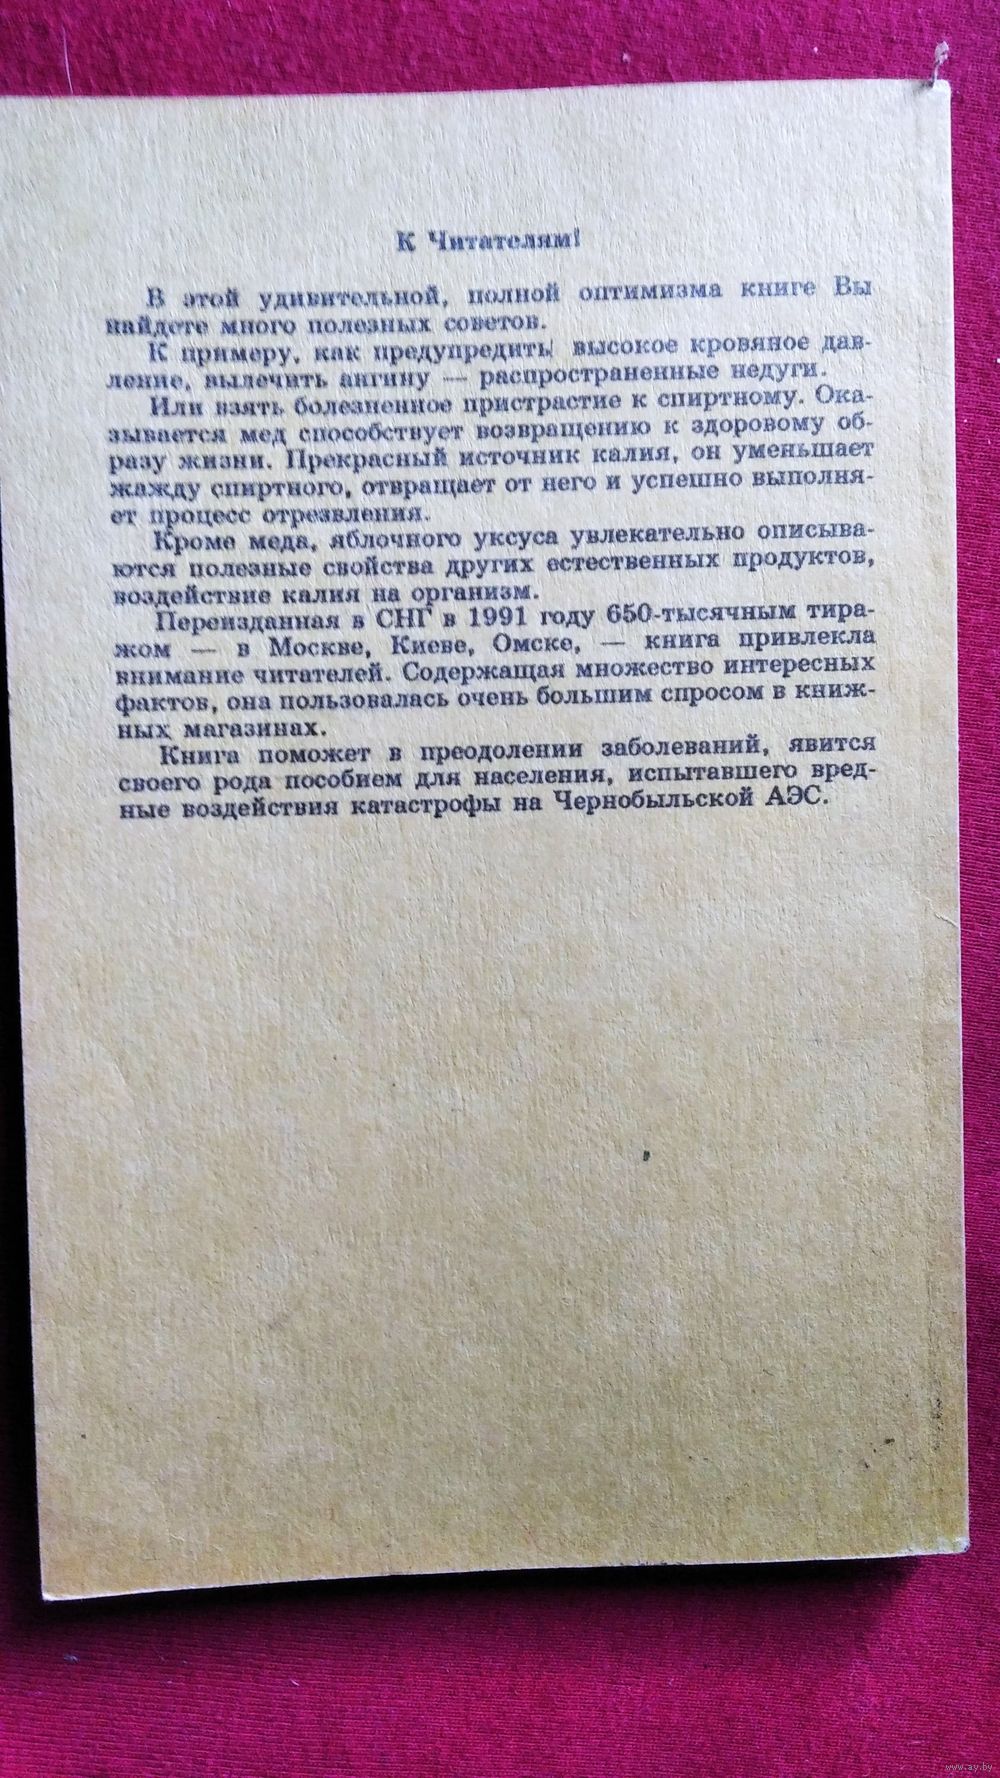 К Читателям!
В этой удивительной, полной оптимизма книге Вы
найдете много полезных советов.
К примеру, как предупредить высокое кровяное дав-
ление, вылечить ангину — распространенные недуги.
Или взять болезненное пристрастие к спиртному. Ока-
зывается мед способствует возвращению к здоровому об-
разу жизни. Прекрасный источник калия, он уменьшает
жажду спиртного, отвращает от него и успешно выполня-
ет процесс отрезвления.
Кроме меда, яблочного уксуса увлекательно описыва-
ются полезные свойства других естественных продуктов,
воздействие калия на организм.
Переизданная в СНГ в 1991 году 650-тысячным тира-
жом — в Москве, Киеве, Омске, — книга привлекла
внимание читателей. Содержащая множество интересных
фактов, она пользовалась очень большим спросом в книж-
ных магазинах.
Книга поможет в преодолении заболеваний, явится
своего рода пособием для населения, испытавшего вред-
ные воздействия катастрофы на Чернобыльской АЭС.
www.ay.by